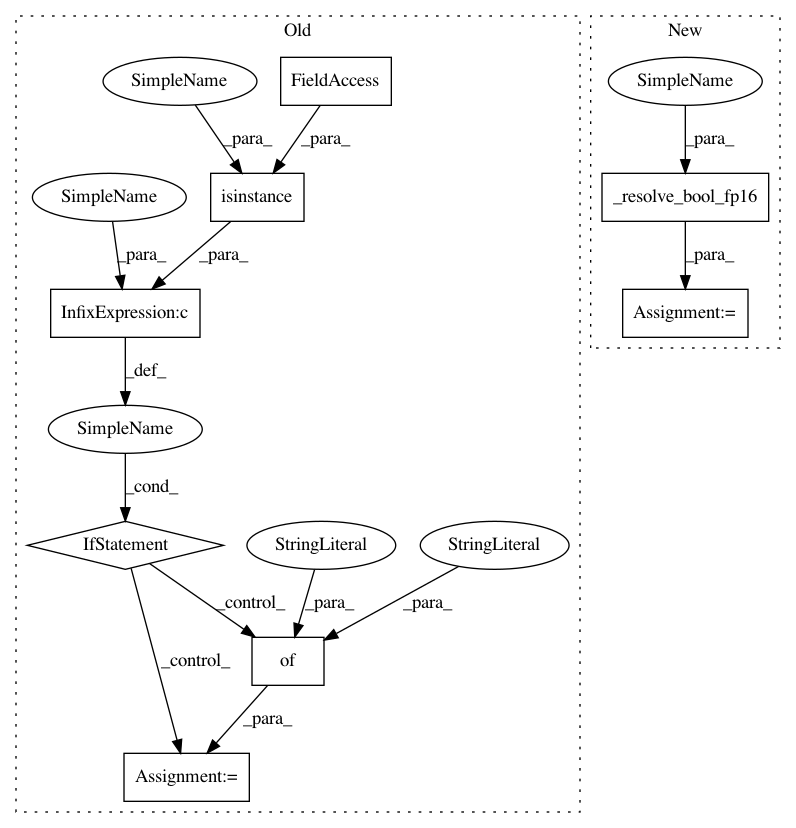 Old
New
SimpleName
FieldAccess
SimpleName
_para_
_para_
_para_
SimpleName
isinstance
_resolve_bool_fp16
_para_
_para_
_para_
InfixExpression:c
Assignment:=
_def_
SimpleName
_cond_
IfStatement
StringLiteral
StringLiteral
_control_
_para_
_para_
_control_
of
_para_
Assignment:=